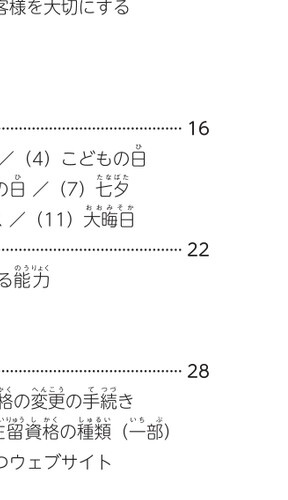 客様を大切にする
16
／（4）こどもの日
の日 ／（7）七夕
／（11）大晦日
22
る能力
28
格の変更の手続き
在留資格の種類（一部）
つウェブサイト